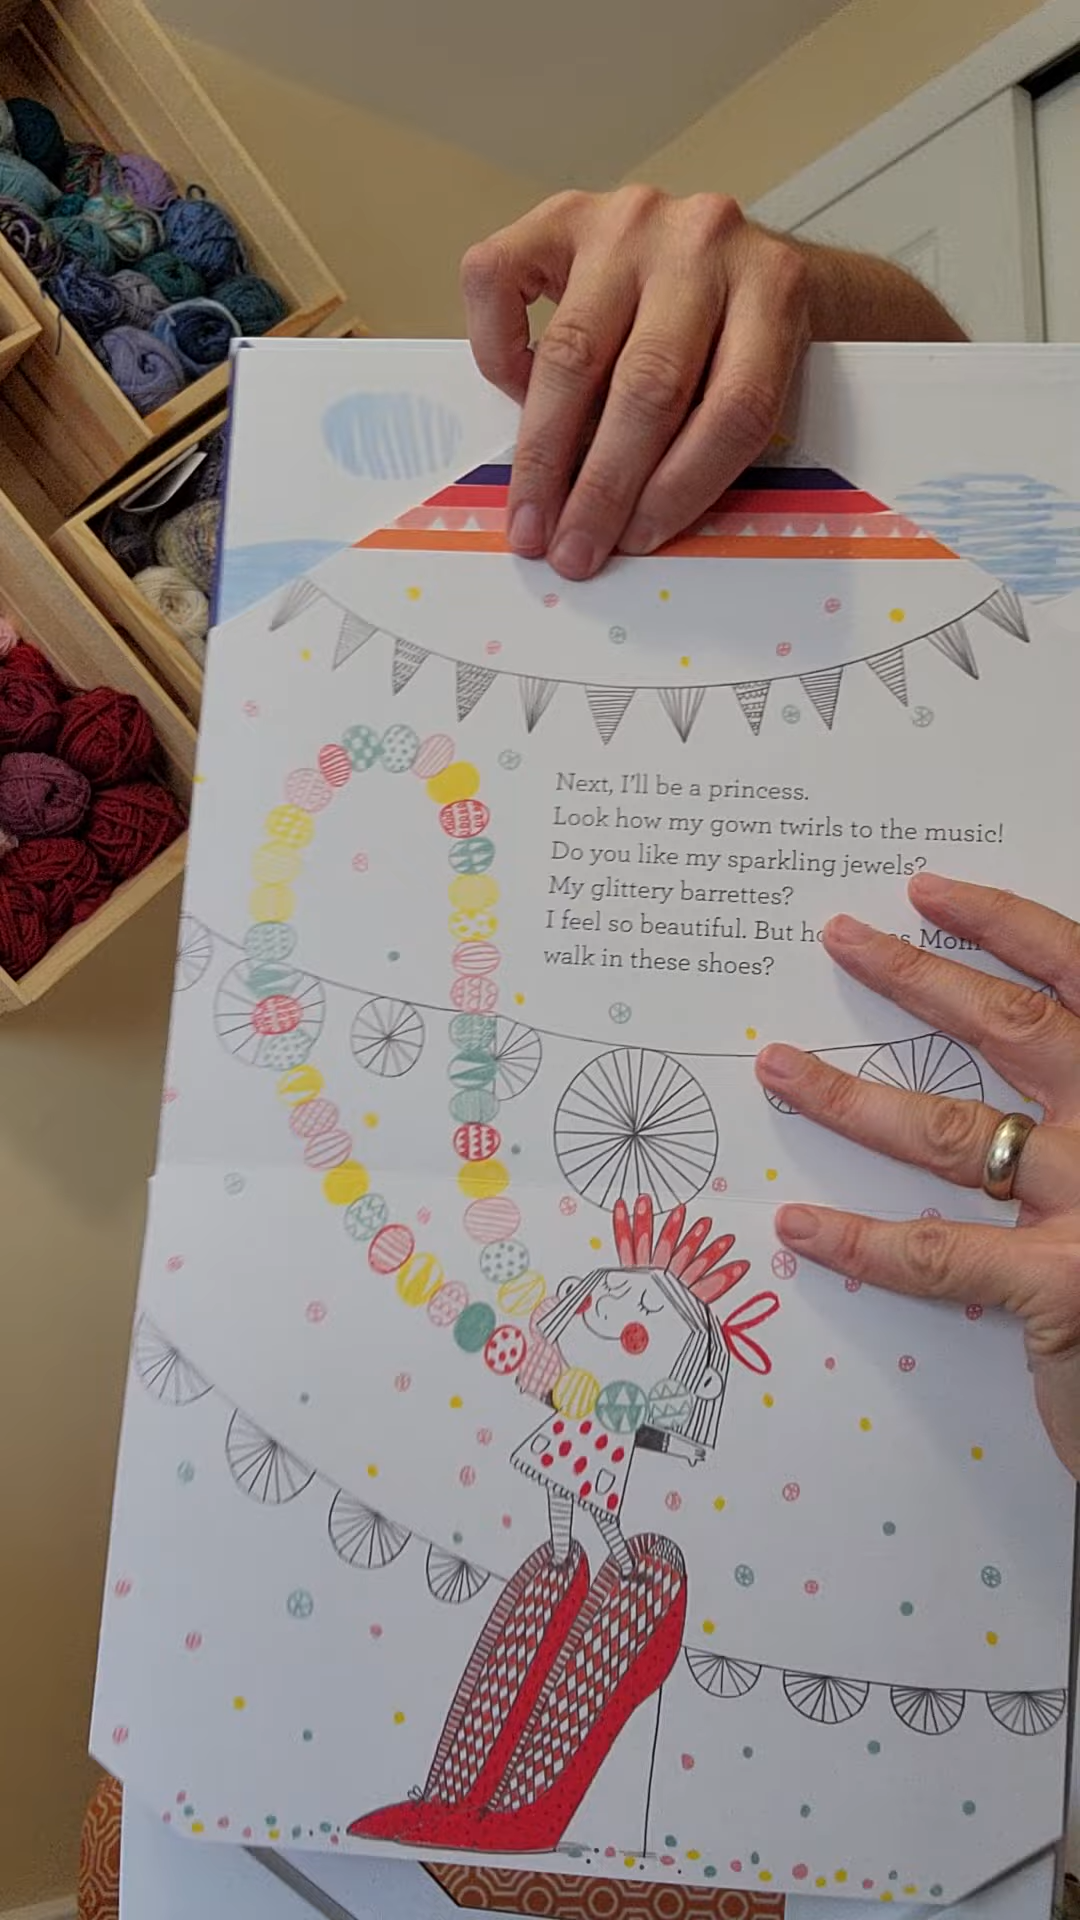 Next, I'll be a princess.
Look how my gown twirls to the music!
Do you like my sparkling jewels?
My glittery barrettes?
I feel so beautiful. But Mom
walk in these shoes?